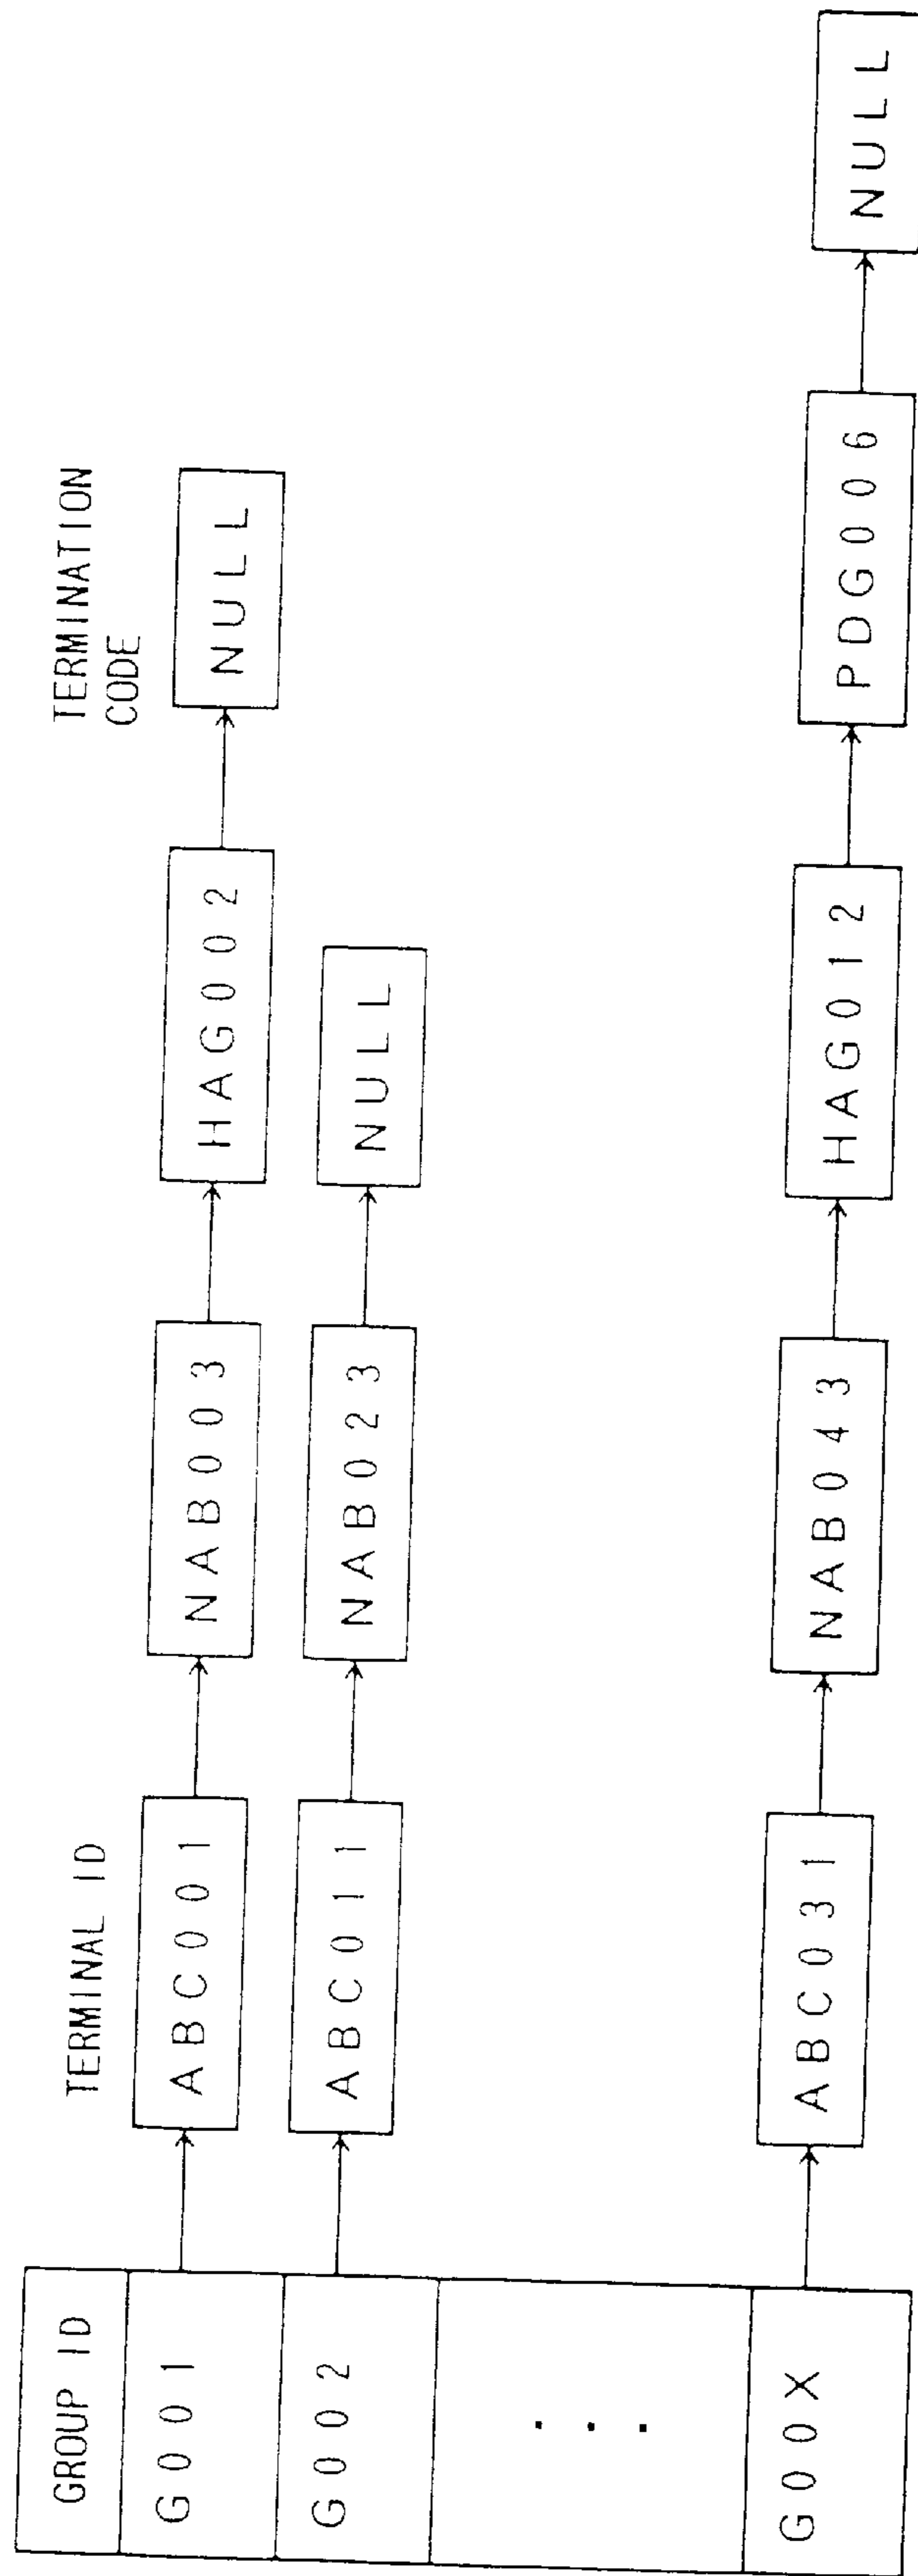 TERMINATION
CODE
TERMINAL ID
GROUP ID
G001
ABC001
NAB003
HAG002
NULL
G002
ABC011
NAB023
NULL
...
G00X
ABC031
NAB043
HAG012
PDG006
NULL